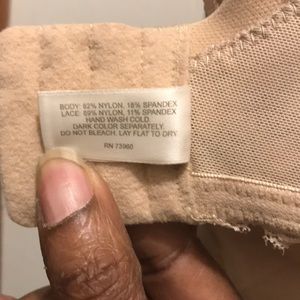 BODY: 82% NYLON, 18% SPANDEX
LACE: 89% NYLON, 11% SPANDEX
HAND WASH COLD.
DARK COLOR SEPARATELY.
DO NOT BLEACH. LAY FLAT TO DRY.
RN 73960